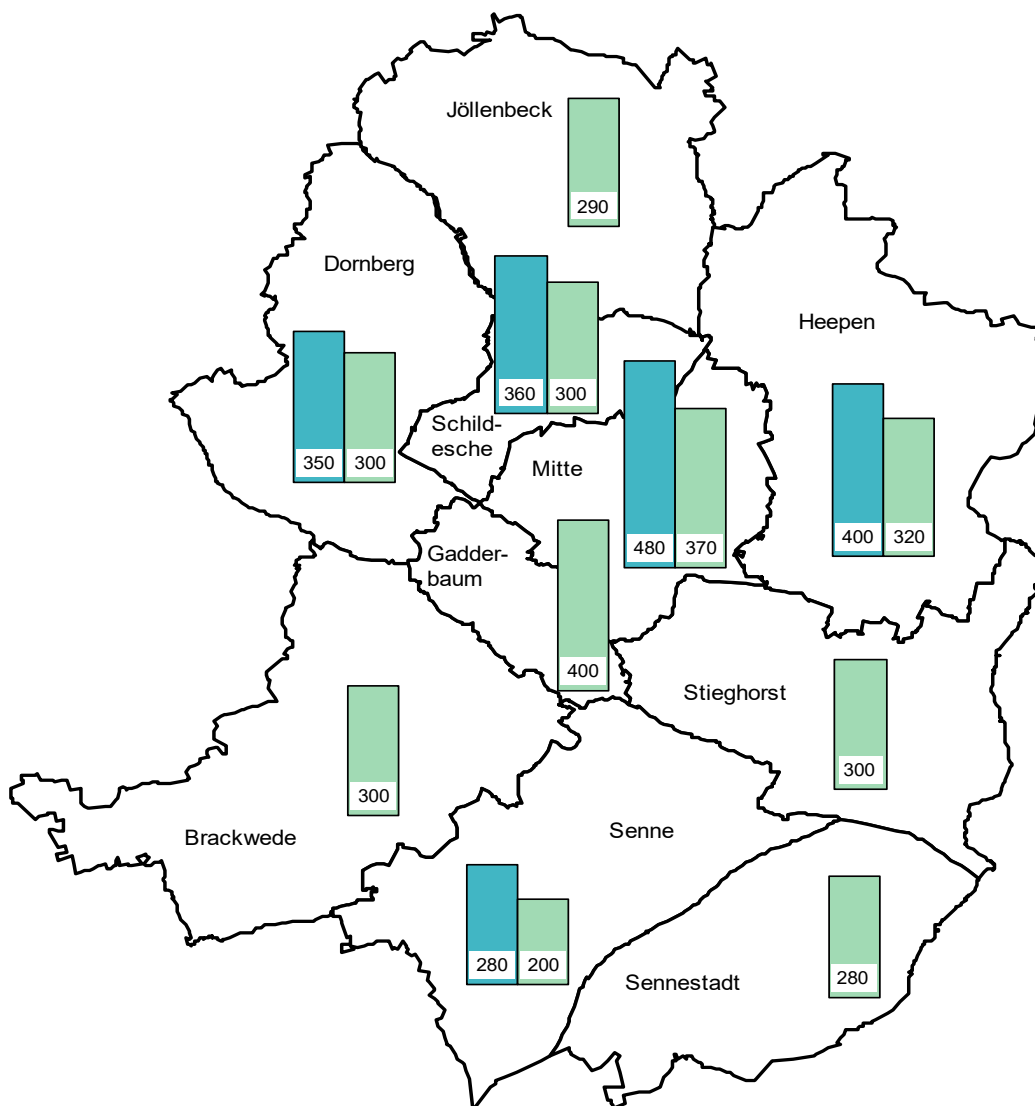 Jöllenbeck
290
Dornberg
Heepen
360
300
350
300
Schild-
esche
Mitte
480
370
400
320
Gadder-
baum
400
Stieghorst
300
300
Brackwede
Senne
280
200
Sennestadt
280